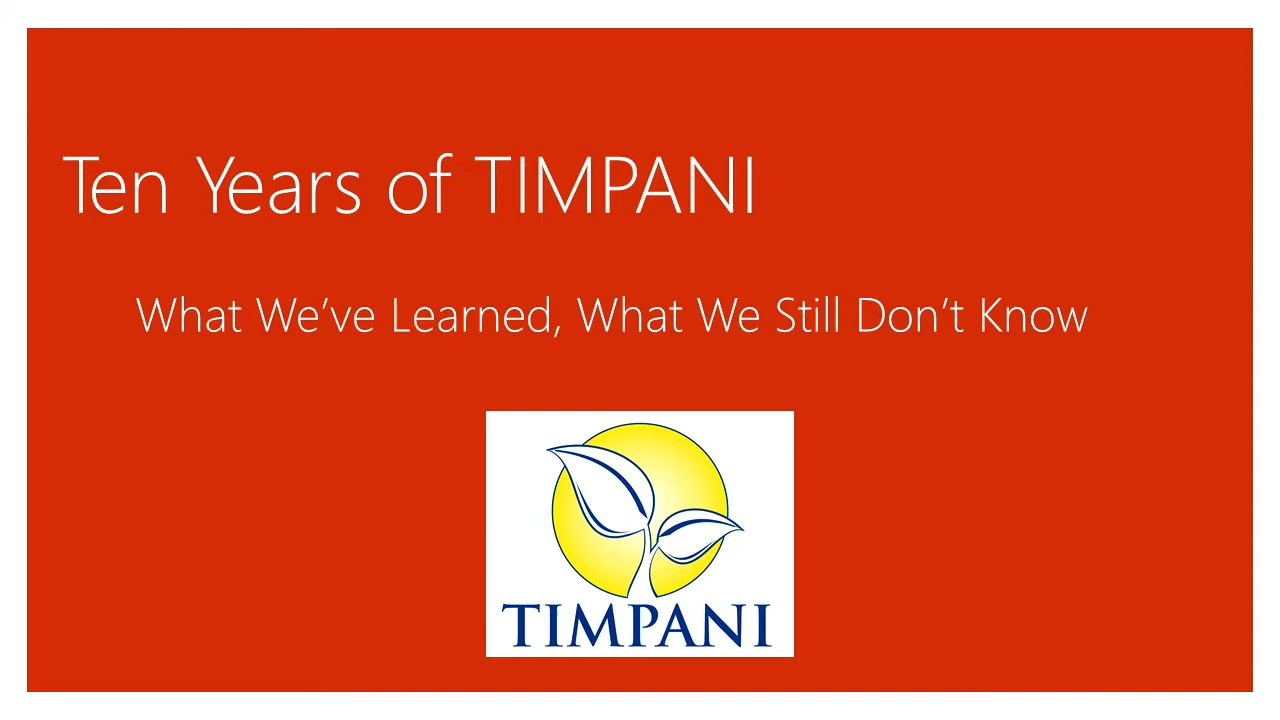 Ten Years of TIMPANI
What We’ve Learned, What We Still Don’t Know
TIMPANI